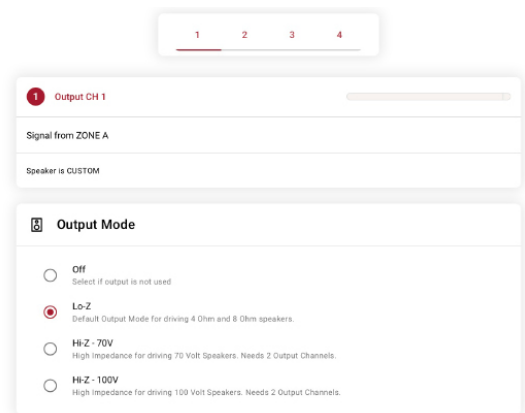 1 2 3 4
1 Output CH 1
Signal from ZONE A
Speaker is CUSTOM
Output Mode
Off
Select if output is not used
Lo-Z
Default Output Mode for driving 4 Ohm and 8 Ohm speakers.
Hi-Z - 70V
High Impedance for driving 70 Volt Speakers. Needs 2 Output Channels.
Hi-Z - 100V
High Impedance for driving 100 Volt Speakers. Needs 2 Output Channels.